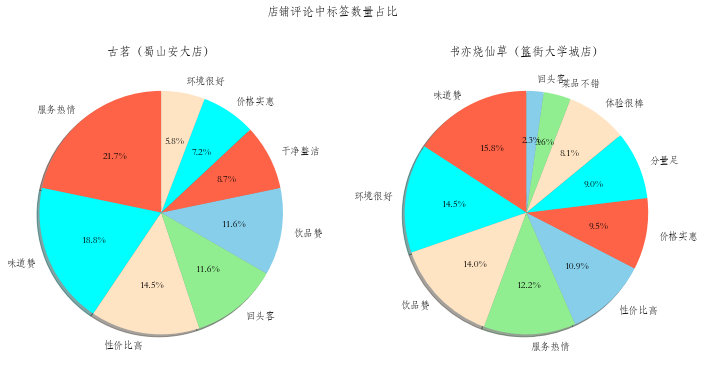 店铺评论中标签数量占比
古茗（蜀山安大店）
环境很好
价格实惠
干净整洁
饮品赞
回头客
性价比高
味道赞
服务热情
5.8%
7.2%
8.7%
11.6%
11.6%
14.5%
18.8%
21.7%
书亦烧仙草（簋街大学城店）
回头客
菜品不错
体验很棒
分量足
价格实惠
性价比高
服务热情
饮品赞
环境很好
味道赞
2.3%
3.6%
8.1%
9.0%
9.5%
10.9%
12.2%
14.0%
14.5%
15.8%